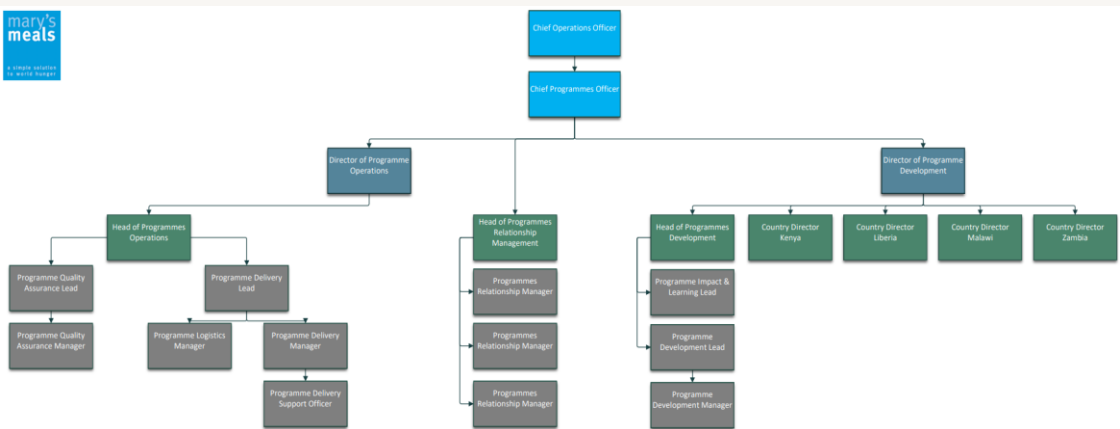 mary's
meals
a simple solution
to world hunger
Chief Operations Officer
Chief Programmes Officer
Director of Programme
Operations
Director of Programme
Development
Head of Programmes
Operations
Head of Programmes
Relationship
Management
Head of Programmes
Development
Country Director
Kenya
Country Director
Liberia
Country Director
Malawi
Country Director
Zambia
Programme Quality
Assurance Lead
Programme Delivery
Lead
Programmes
Relationship Manager
Programme Impact &
Learning Lead
Programme Quality
Assurance Manager
Programme Logistics
Manager
Progamme Delivery
Manager
Programmes
Relationship Manager
Programme
Development Lead
Programme Delivery
Support Officer
Programmes
Relationship Manager
Programme
Development Manager